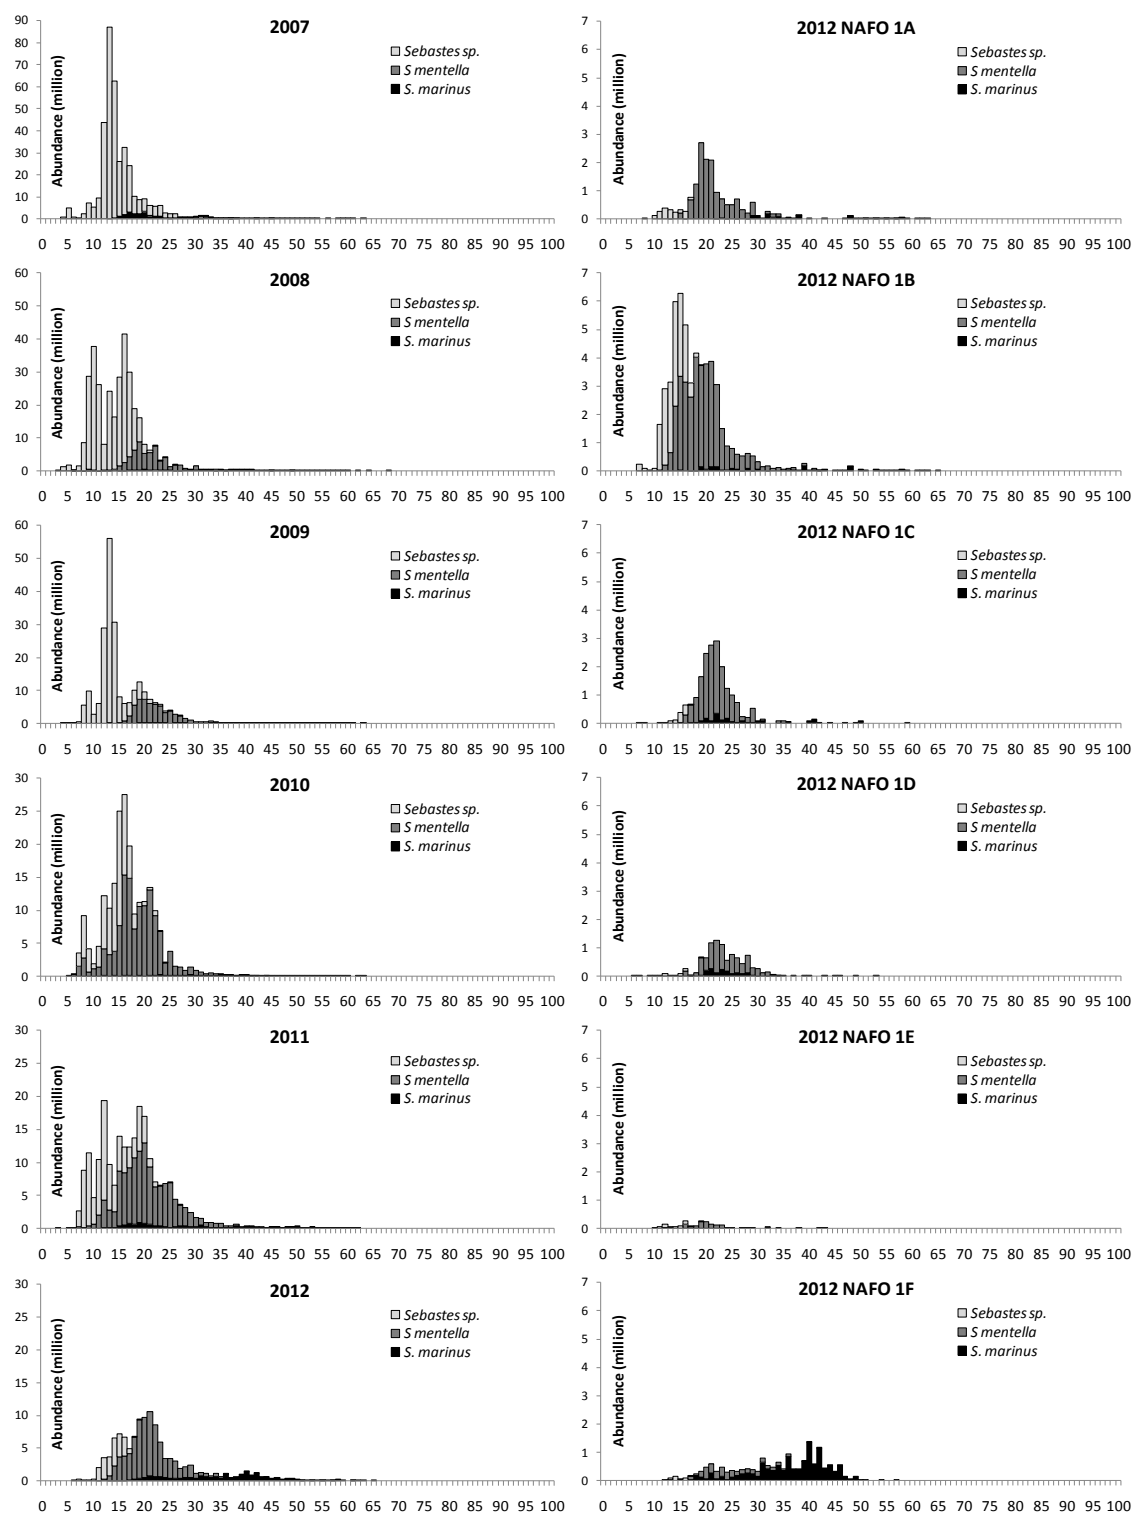 2007
Abundance (million)
90
80
70
60
50
40
30
20
10
0
Sebastes sp.
S mentella
S. marinus
0 5 10 15 20 25 30 35 40 45 50 55 60 65 70 75 80 85 90 95 100
2012 NAFO 1A
Abundance (million)
7
6
5
4
3
2
1
0
Sebastes sp.
S mentella
S. marinus
0 5 10 15 20 25 30 35 40 45 50 55 60 65 70 75 80 85 90 95 100
2008
Abundance (million)
60
50
40
30
20
10
0
Sebastes sp.
S mentella
S. marinus
0 5 10 15 20 25 30 35 40 45 50 55 60 65 70 75 80 85 90 95 100
2012 NAFO 1B
Abundance (million)
7
6
5
4
3
2
1
0
Sebastes sp.
S mentella
S. marinus
0 5 10 15 20 25 30 35 40 45 50 55 60 65 70 75 80 85 90 95 100
2009
Abundance (million)
60
50
40
30
20
10
0
Sebastes sp.
S mentella
S. marinus
0 5 10 15 20 25 30 35 40 45 50 55 60 65 70 75 80 85 90 95 100
2012 NAFO 1C
Abundance (million)
7
6
5
4
3
2
1
0
Sebastes sp.
S mentella
S. marinus
0 5 10 15 20 25 30 35 40 45 50 55 60 65 70 75 80 85 90 95 100
2010
Abundance (million)
30
25
20
15
10
5
0
Sebastes sp.
S mentella
S. marinus
0 5 10 15 20 25 30 35 40 45 50 55 60 65 70 75 80 85 90 95 100
2012 NAFO 1D
Abundance (million)
7
6
5
4
3
2
1
0
Sebastes sp.
S mentella
S. marinus
0 5 10 15 20 25 30 35 40 45 50 55 60 65 70 75 80 85 90 95 100
2011
Abundance (million)
30
25
20
15
10
5
0
Sebastes sp.
S mentella
S. marinus
0 5 10 15 20 25 30 35 40 45 50 55 60 65 70 75 80 85 90 95 100
2012 NAFO 1E
Abundance (million)
7
6
5
4
3
2
1
0
Sebastes sp.
S mentella
S. marinus
0 5 10 15 20 25 30 35 40 45 50 55 60 65 70 75 80 85 90 95 100
2012
Abundance (million)
30
25
20
15
10
5
0
Sebastes sp.
S mentella
S. marinus
0 5 10 15 20 25 30 35 40 45 50 55 60 65 70 75 80 85 90 95 100
2012 NAFO 1F
Abundance (million)
7
6
5
4
3
2
1
0
Sebastes sp.
S mentella
S. marinus
0 5 10 15 20 25 30 35 40 45 50 55 60 65 70 75 80 85 90 95 100